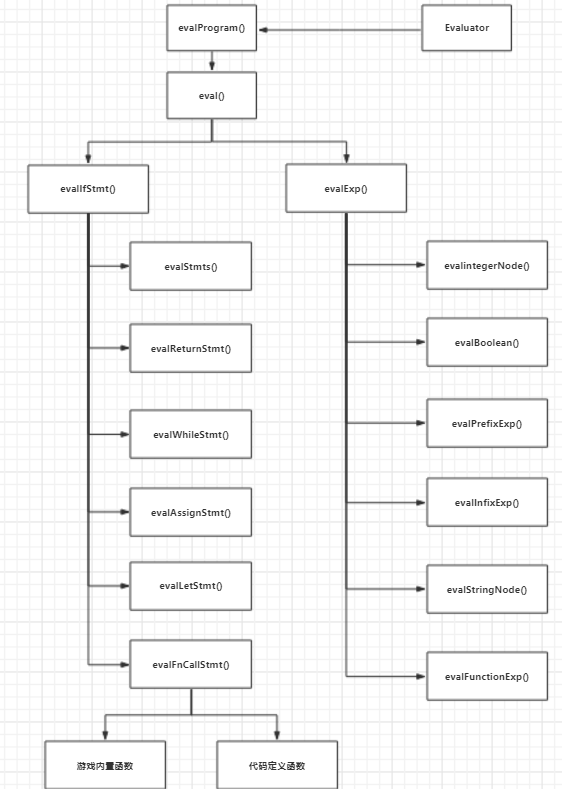 evalProgram()
Evaluator
eval()
evalIfStmt()
evalExp()
evalStmts()
evalintegerNode()
evalReturnStmt()
evalBoolean()
evalWhileStmt()
evalPrefixExp()
evalAssignStmt()
evalInfixExp()
evalLetStmt()
evalStringNode()
evalFnCallStmt()
evalFunctionExp()
游戏内置函数
代码定义函数